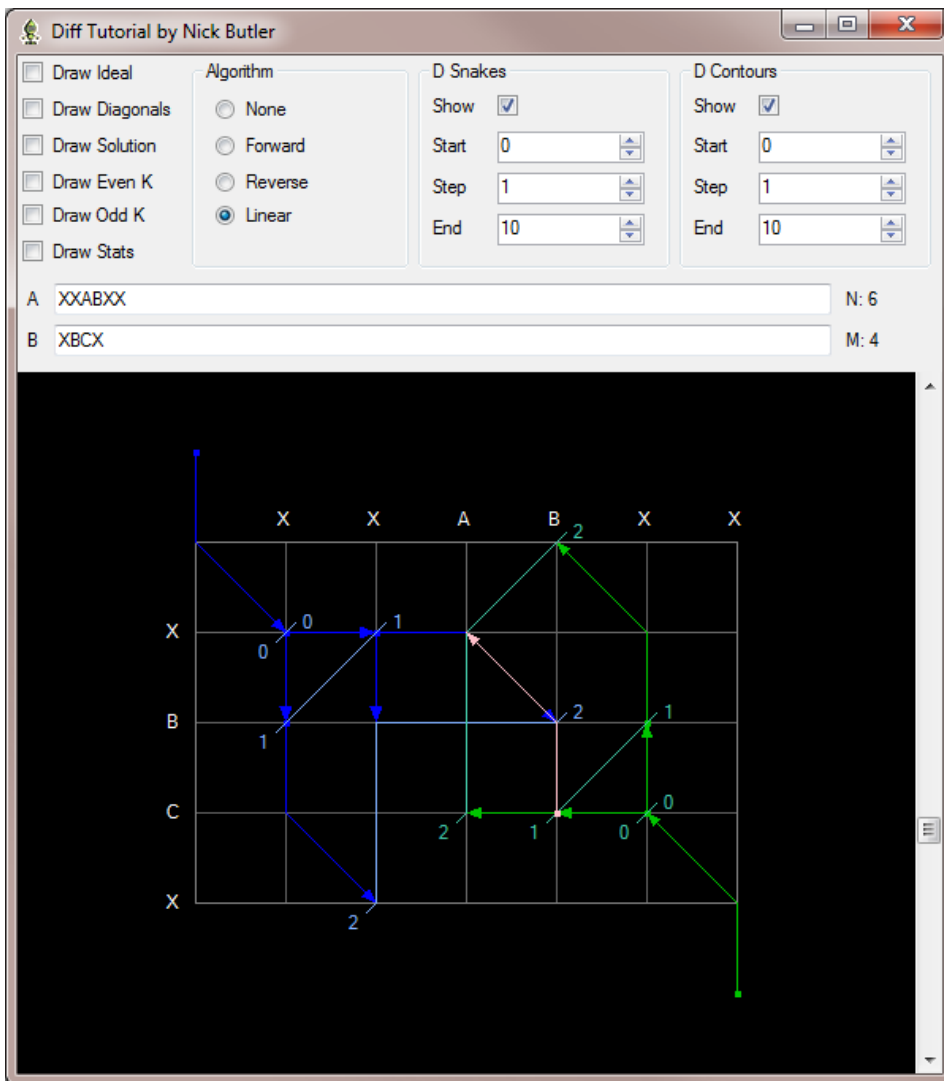 Diff Tutorial by Nick Butler
Draw Ideal
Draw Diagonals
Draw Solution
Draw Even K
Draw Odd K
Draw Stats
Algorithm
None
Forward
Reverse
Linear
D Snakes
Show
Start 0
Step 1
End 10
D Contours
Show
Start 0
Step 1
End 10
A XXABXX N: 6
B XBCX M: 4
X X A B X X
2
X 0 1
0
B 2 1
1
C 0
2 1 0
X
2